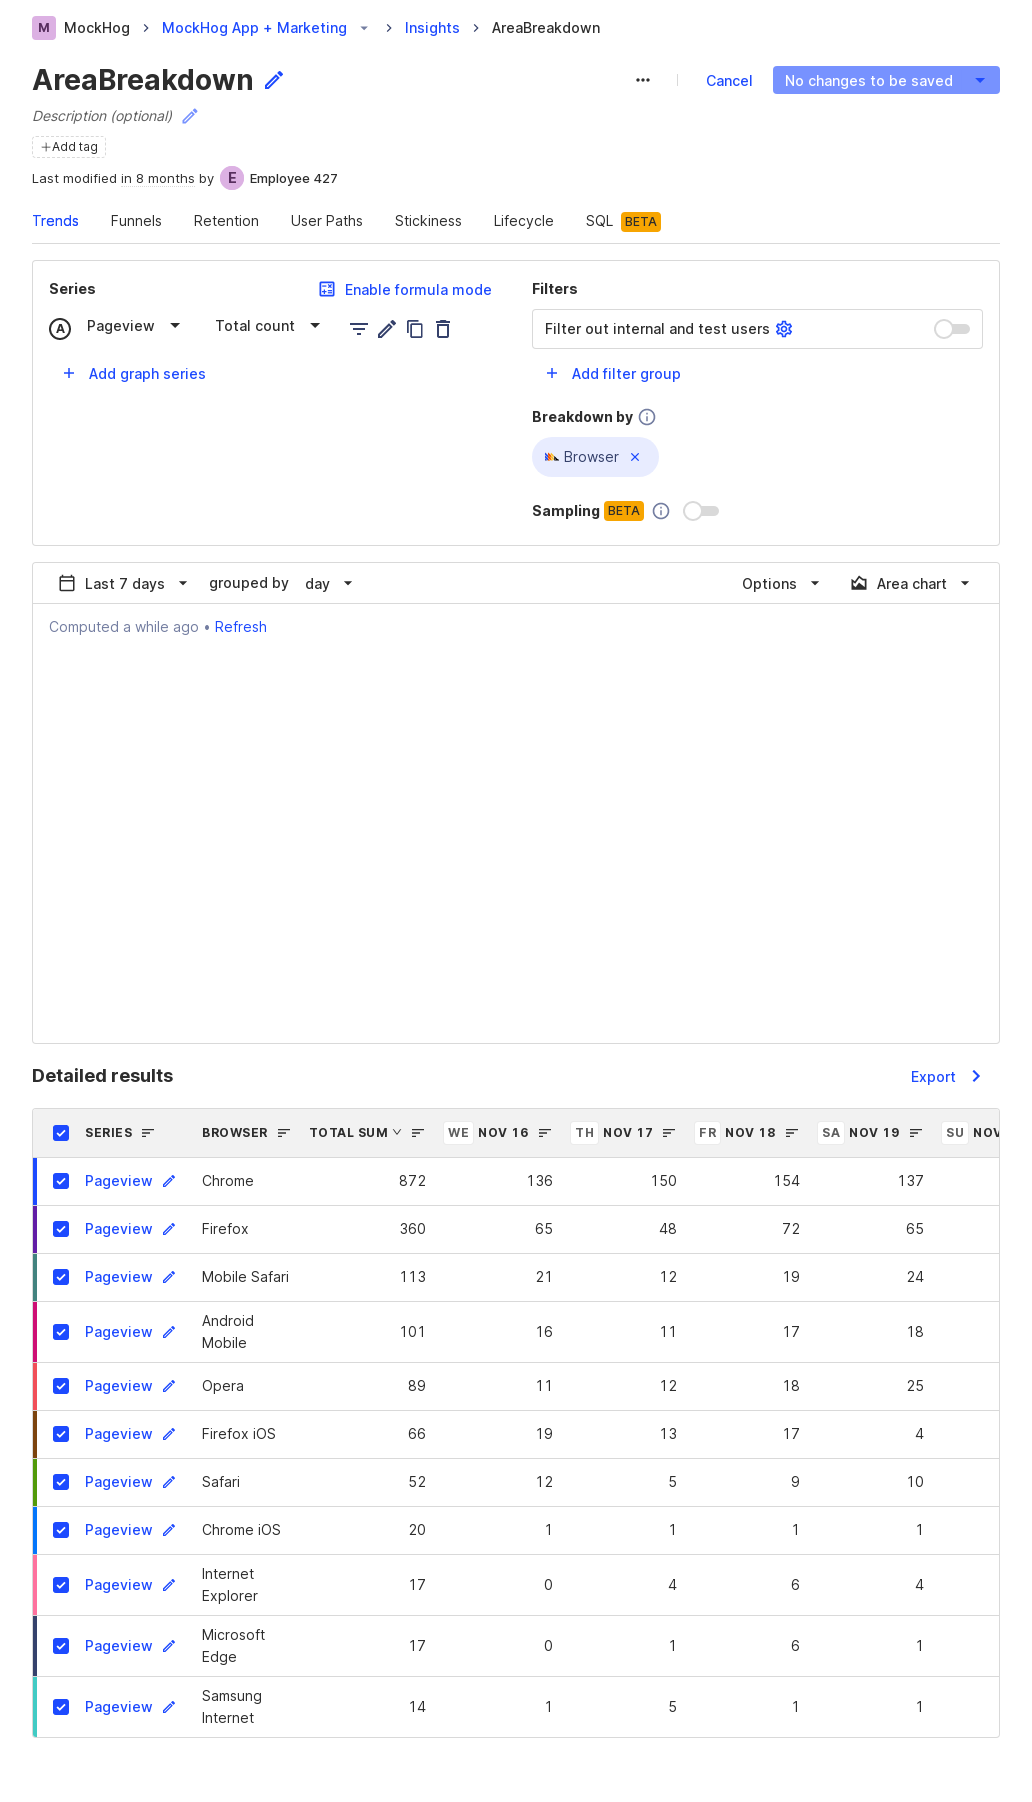 M MockHog MockHog App + Marketing Insights AreaBreakdown
AreaBreakdown
Cancel No changes to be saved
Description (optional)
Add tag
Last modified in 8 months by E Employee 427
Trends Funnels Retention User Paths Stickiness Lifecycle SQL BETA
Series Enable formula mode
A Pageview Total count
Add graph series
Filters
Filter out internal and test users
Add filter group
Breakdown by
Browser
Sampling BETA
Last 7 days grouped by day Options Area chart
Computed a while ago • Refresh
Detailed results Export
SERIES BROWSER TOTAL SUM WE NOV 16 TH NOV 17 FR NOV 18 SA NOV 19 SU NOV
Pageview Chrome 872 136 150 154 137
Pageview Firefox 360 65 48 72 65
Pageview Mobile Safari 113 21 12 19 24
Pageview Android Mobile 101 16 11 17 18
Pageview Opera 89 11 12 18 25
Pageview Firefox iOS 66 19 13 17 4
Pageview Safari 52 12 5 9 10
Pageview Chrome iOS 20 1 1 1 1
Pageview Internet Explorer 17 0 4 6 4
Pageview Microsoft Edge 17 0 1 6 1
Pageview Samsung Internet 14 1 5 1 1